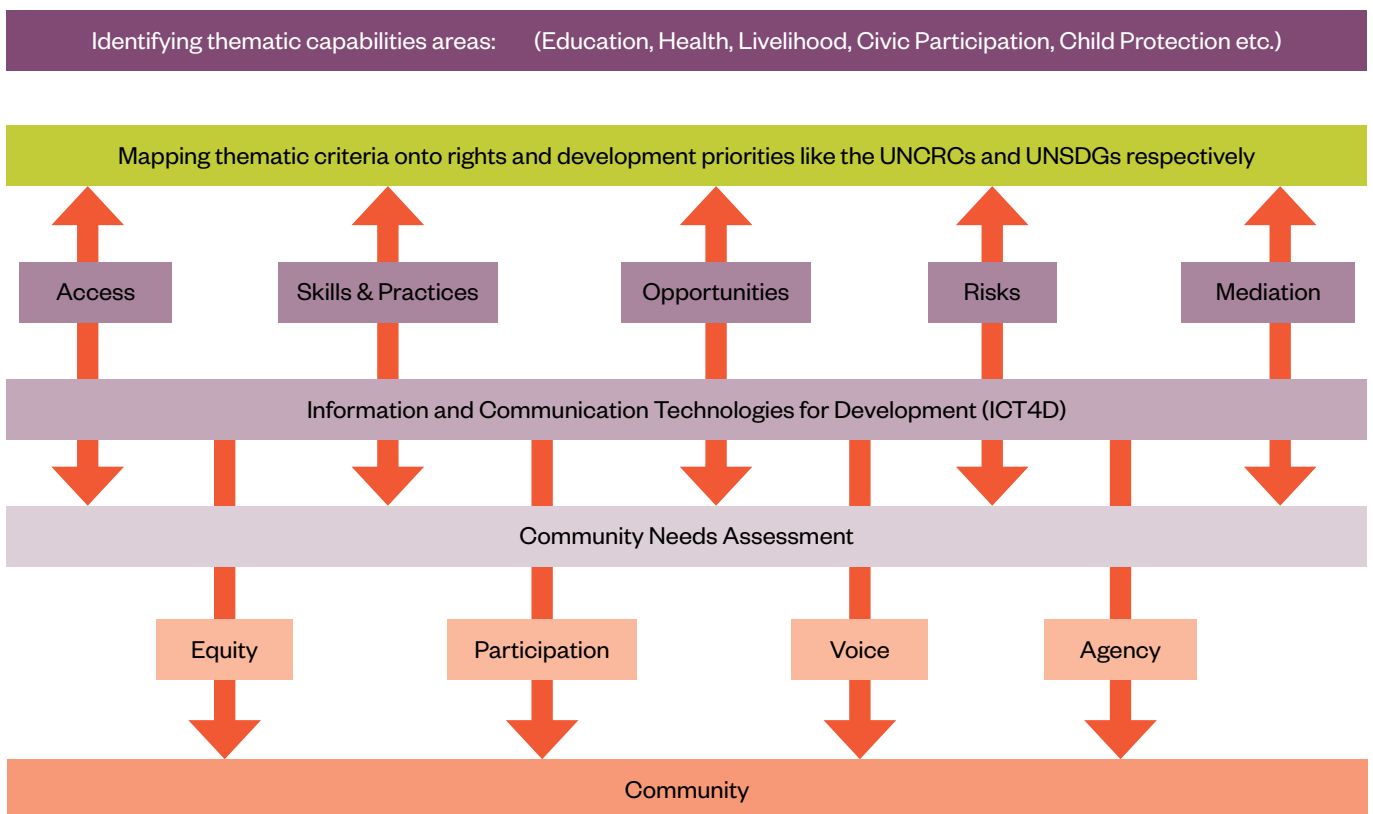 Identifying thematic capabilities areas: (Education, Health, Livelihood, Civic Participation, Child Protection etc.)
Mapping thematic criteria onto rights and development priorities like the UNCRCs and UNSDGs respectively
Access
Skills & Practices
Opportunities
Risks
Mediation
Information and Communication Technologies for Development (ICT4D)
Community Needs Assessment
Equity
Participation
Voice
Agency
Community